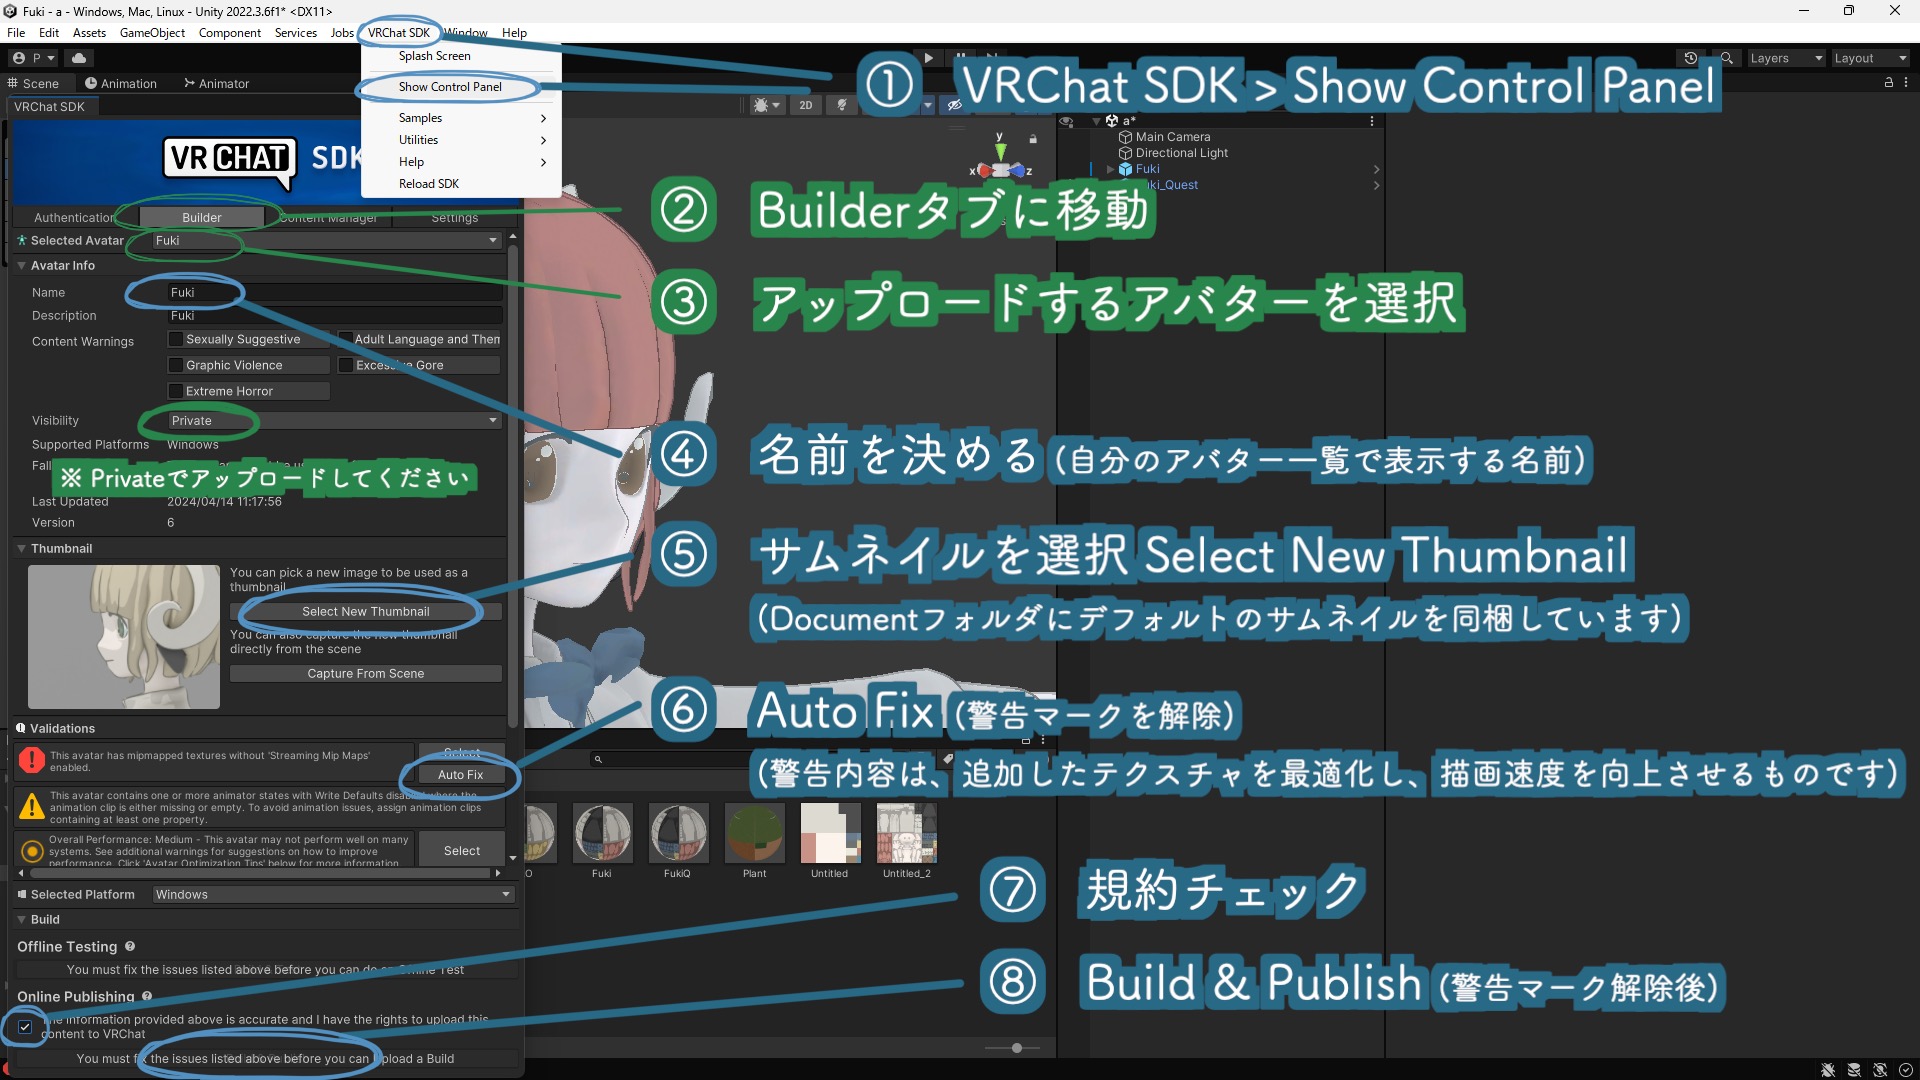 Fuki - a - Windows, Mac, Linux - Unity 2022.3.6f1* <DX11>
File Edit Assets GameObject Component Services Jobs VRChat SDK Window Help
P
Layers Layout
Scene Animation Animator
VRChat SDK
Splash Screen
Show Control Panel
Samples
Utilities
Help
Reload SDK
① VRChat SDK > Show Control Panel
2D
a*
Main Camera
Directional Light
Fuki
Fuki_Quest
VRCHAT SDK
y
x z
Authentication Builder Content Manager Settings
② Builderタブに移動
Selected Avatar Fuki
③ アップロードするアバターを選択
Avatar Info
Name Fuki
Description Fuki
Content Warnings Sexually Suggestive Adult Language and Them
Graphic Violence Excessive Gore
Extreme Horror
Visibility Private
Supported Platforms Windows
※ Privateでアップロードしてください
④ 名前を決める (自分のアバター一覧で表示する名前)
Last Updated 2024/04/14 11:17:56
Version 6
Thumbnail
You can pick a new image to be used as a
thumbnail
Select New Thumbnail
You can also capture the new thumbnail
directly from the scene
Capture From Scene
⑤ サムネイルを選択 Select New Thumbnail
(Documentフォルダにデフォルトのサムネイルを同梱しています)
Validations
This avatar has mipmapped textures without 'Streaming Mip Maps'
enabled.
Select
Auto Fix
⑥ Auto Fix (警告マークを解除)
(警告内容は、追加したテクスチャを最適化し、描画速度を向上させるものです)
This avatar contains one or more animator states with Write Defaults disabled where the
animation clip is either missing or empty. To avoid animation issues, assign animation clips
containing at least one property.
Overall Performance: Medium - This avatar may not perform well on many
systems. See additional warnings for suggestions on how to improve
performance. Click 'Avatar Optimization Tips' below for more information.
Select
O Fuki FukiQ Plant Untitled Untitled_2
Selected Platform Windows
Build
Offline Testing
You must fix the issues listed above before you can do an Offline Test
⑦ 規約チェック
Online Publishing
The information provided above is accurate and I have the rights to upload this
content to VRChat
You must fix the issues listed above before you can Upload a Build
⑧ Build & Publish (警告マーク解除後)